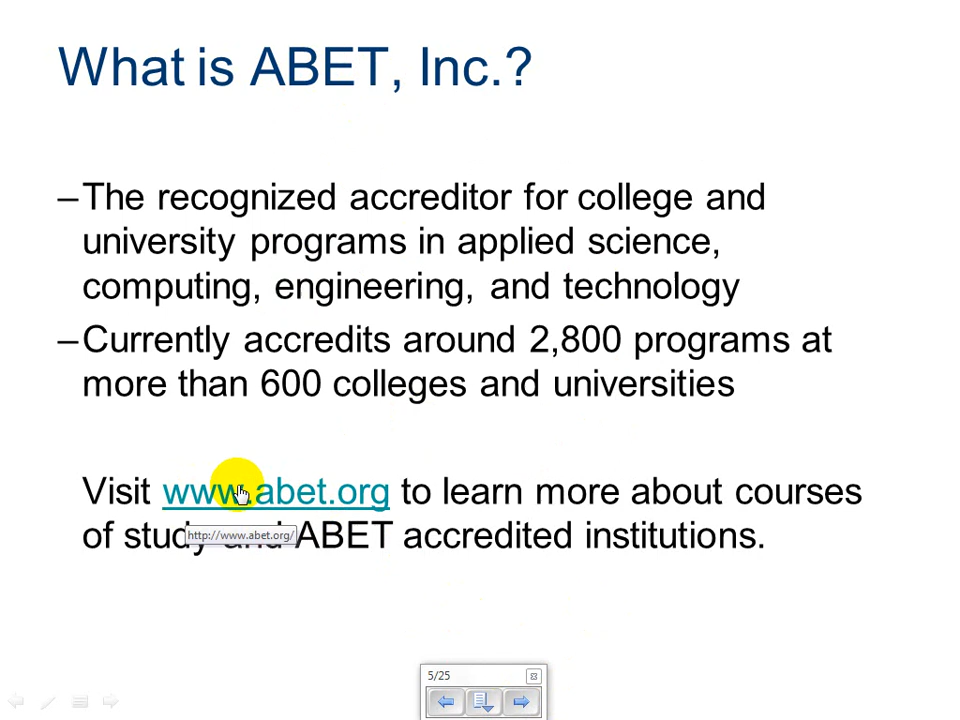 What is ABET, Inc.?
–The recognized accreditor for college and
university programs in applied science,
computing, engineering, and technology
–Currently accredits around 2,800 programs at
more than 600 colleges and universities
Visit www.abet.org to learn more about courses
http://www.abet.org/
of study and ABET accredited institutions.
5/25